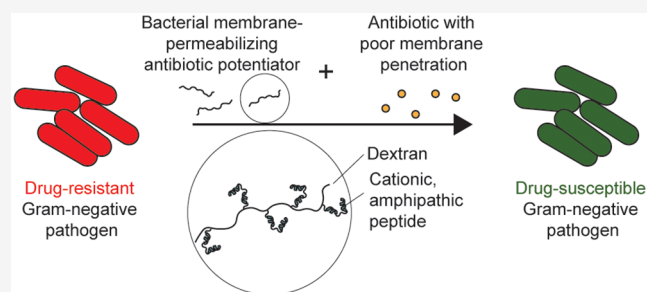 Bacterial membrane-
permeabilizing
antibiotic potentiator
+
Antibiotic with
poor membrane
penetration
Dextran
Cationic,
amphipathic
peptide
Drug-resistant
Gram-negative
pathogen
Drug-susceptible
Gram-negative
pathogen